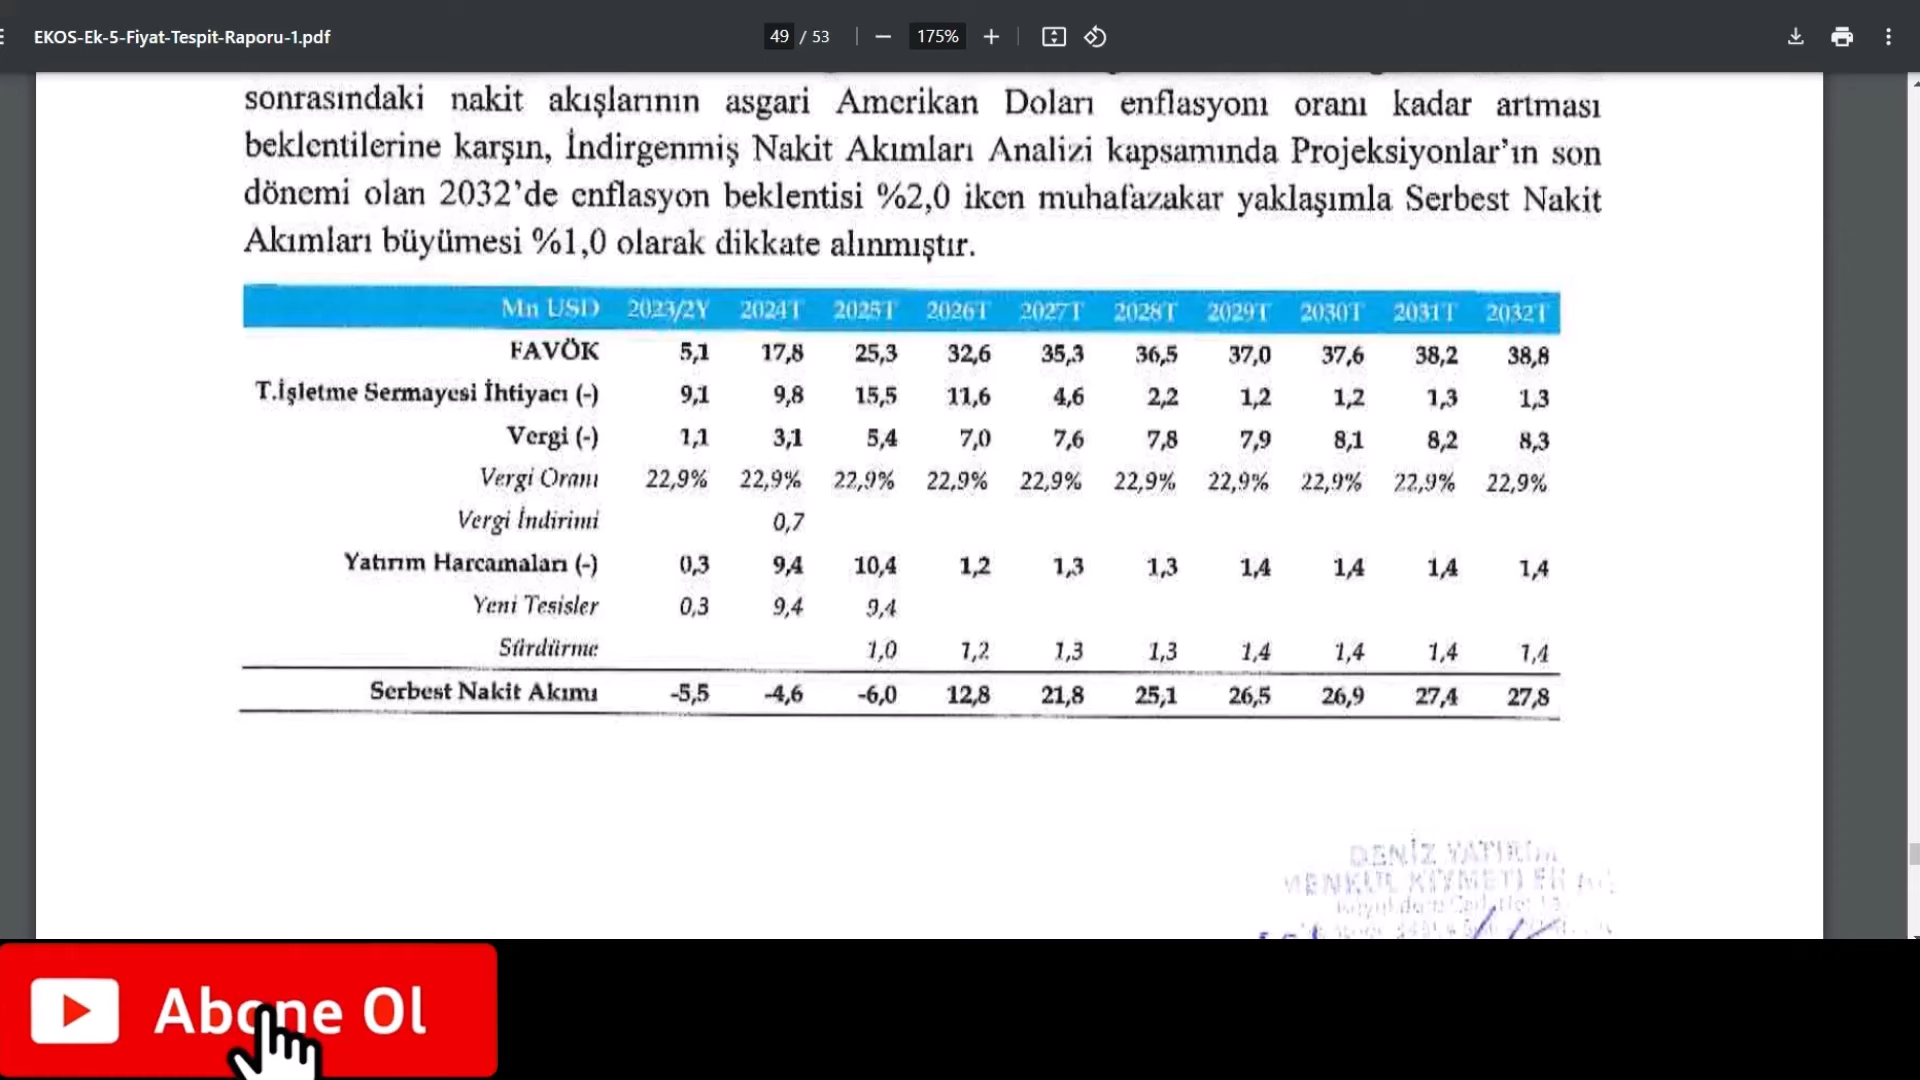 EKOS-Ek-5-Fiyat-Tespit-Raporu-1.pdf 49 / 53 175%
sonrasındaki nakit akışlarının asgari Amerikan Doları enflasyonı oranı kadar artması
beklentilerine karşın, İndirgenmiş Nakit Akımları Analizi kapsamında Projeksiyonlar'ın son
dönemi olan 2032'de enflasyon beklentisi %2,0 iken muhafazakar yaklaşımla Serbest Nakit
Akımları büyümesi %1,0 olarak dikkate alınmıştır.
Mn USD 2023/2Y 2024T 2025T 2026T 2027T 2028T 2029T 2030T 2031T 2032T
FAVÖK 5,1 17,8 25,3 32,6 35,3 36,5 37,0 37,6 38,2 38,8
T.İşletme Sermayesi İhtiyacı (-) 9,1 9,8 15,5 11,6 4,6 2,2 1,2 1,2 1,3 1,3
Vergi (-) 1,1 3,1 5,4 7,0 7,6 7,8 7,9 8,1 8,2 8,3
Vergi Oranı 22,9% 22,9% 22,9% 22,9% 22,9% 22,9% 22,9% 22,9% 22,9% 22,9%
Vergi İndirimi 0,7
Yatırım Harcamaları (-) 0,3 9,4 10,4 1,2 1,3 1,3 1,4 1,4 1,4 1,4
Yeni Tesisler 0,3 9,4 9,4
Sürdürme 1,0 1,2 1,3 1,3 1,4 1,4 1,4 1,4
Serbest Nakit Akımı -5,5 -4,6 -6,0 12,8 21,8 25,1 26,5 26,9 27,4 27,8
DENİZ YATIRIM
MENKUL KIYMETLER
Abone Ol